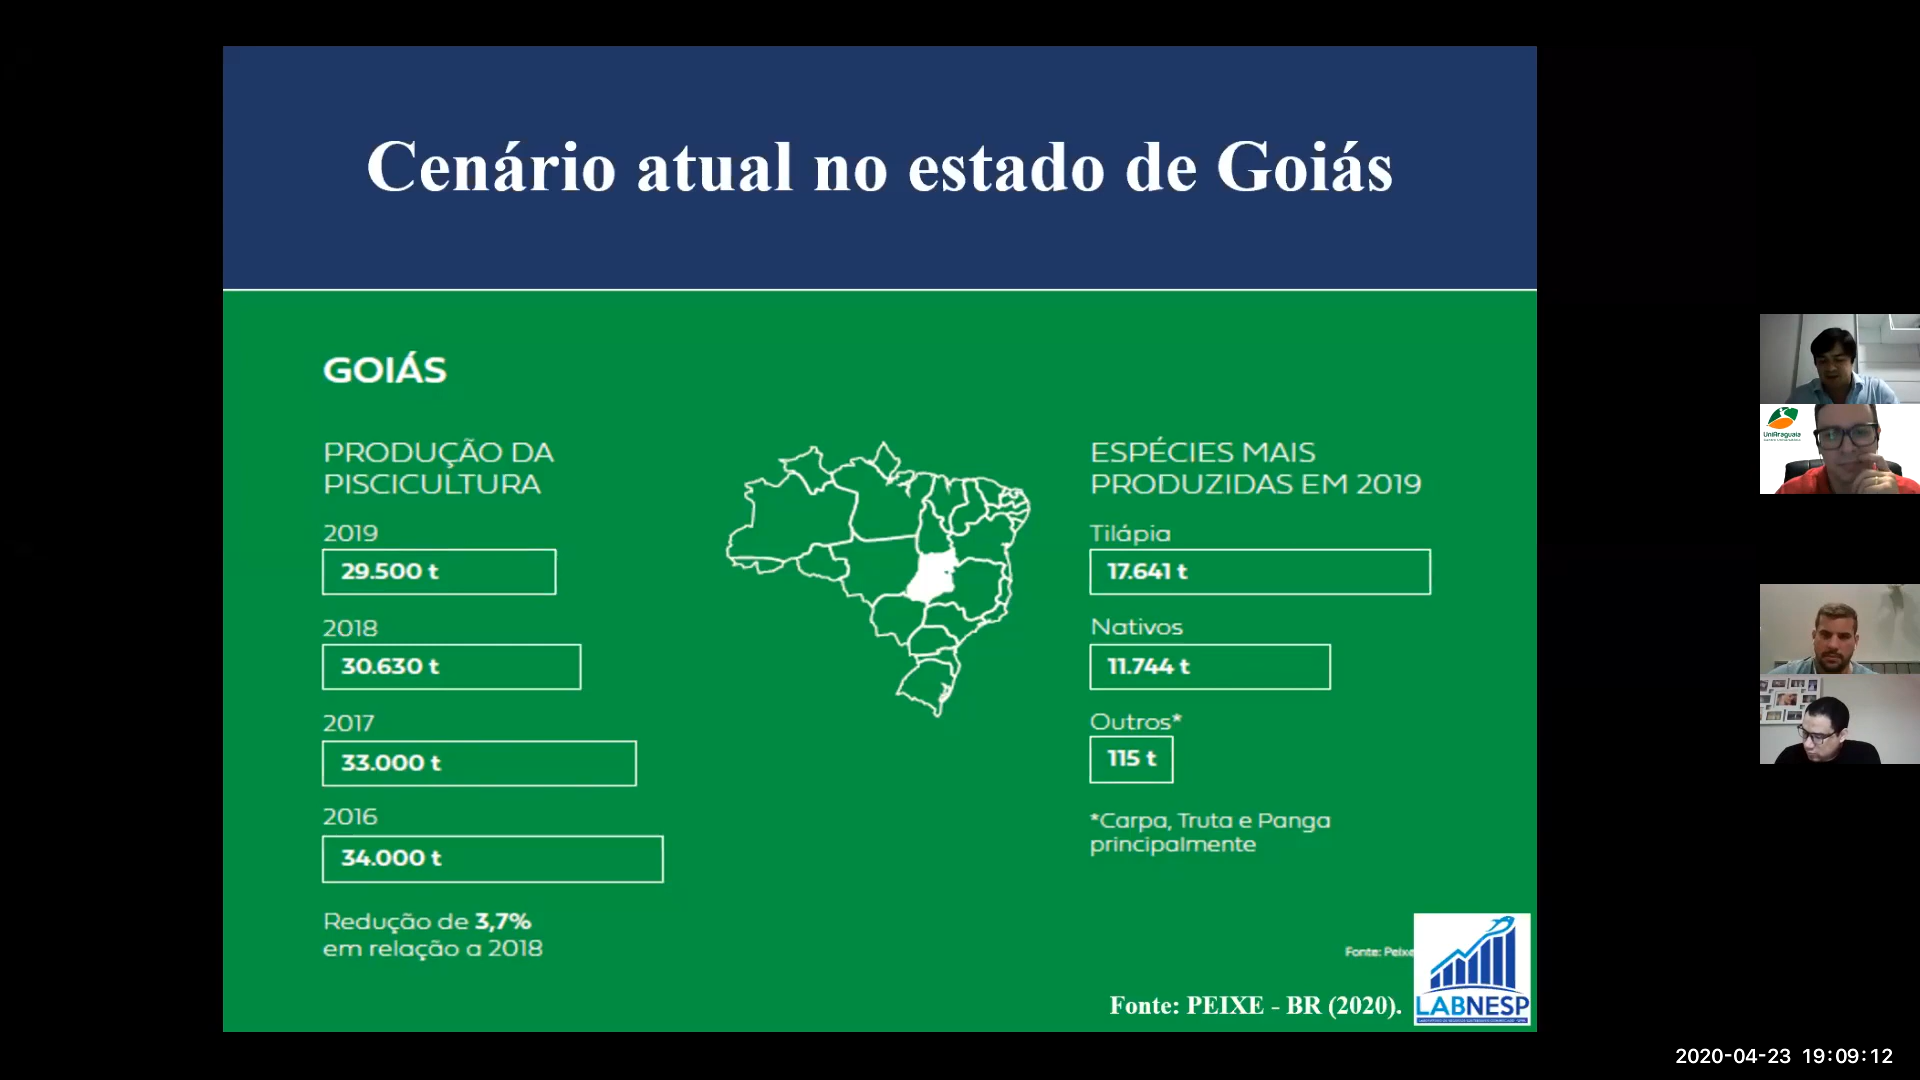 Cenário atual no estado de Goiás
GOIÁS
PRODUÇÃO DA
PISCICULTURA
2019
29.500 t
2018
30.630 t
2017
33.000 t
2016
34.000 t
Redução de 3,7%
em relação a 2018
ESPÉCIES MAIS
PRODUZIDAS EM 2019
Tilápia
17.641 t
Nativos
11.744 t
Outros*
115 t
*Carpa, Truta e Panga
principalmente
Fonte: Peixe
Fonte: PEIXE - BR (2020).
LABNESP
UniAraguaia
2020-04-23 19:09:12